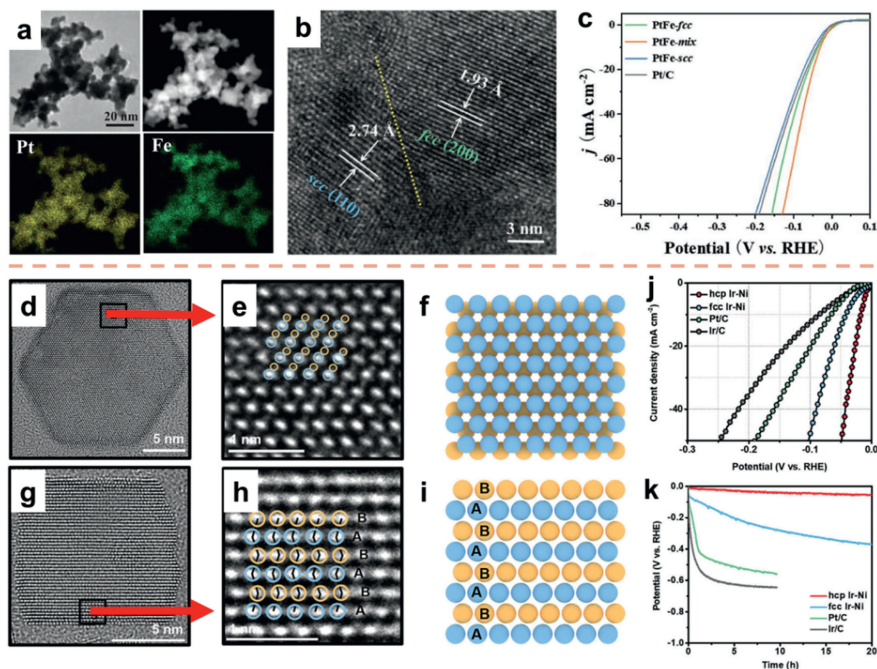 a
20 nm
Pt
Fe
b
1.93 Å
fcc (200)
2.74 Å
scc (110)
3 nm
c
PtFe-fcc
PtFe-mix
PtFe-scc
Pt/C
j (mA cm-2)
0
-20
-40
-60
-80
-0.5 -0.4 -0.3 -0.2 -0.1 0.0 0.1
Potential (V vs. RHE)
d
5 nm
e
1 nm
f
j
hcp Ir-Ni
fcc Ir-Ni
Pt/C
Ir/C
Current density (mA cm-2)
0
-10
-20
-30
-40
-50
-0.3 -0.2 -0.1 0.0
Potential (V vs. RHE)
g
5 nm
h
B
A
B
A
B
A
1 nm
i
B
A
B
A
B
A
B
A
k
Potential (V vs. RHE)
0.0
-0.2
-0.4
-0.6
-0.8
-1.0
hcp Ir-Ni
fcc Ir-Ni
Pt/C
Ir/C
0 5 10 15 20
Time (h)